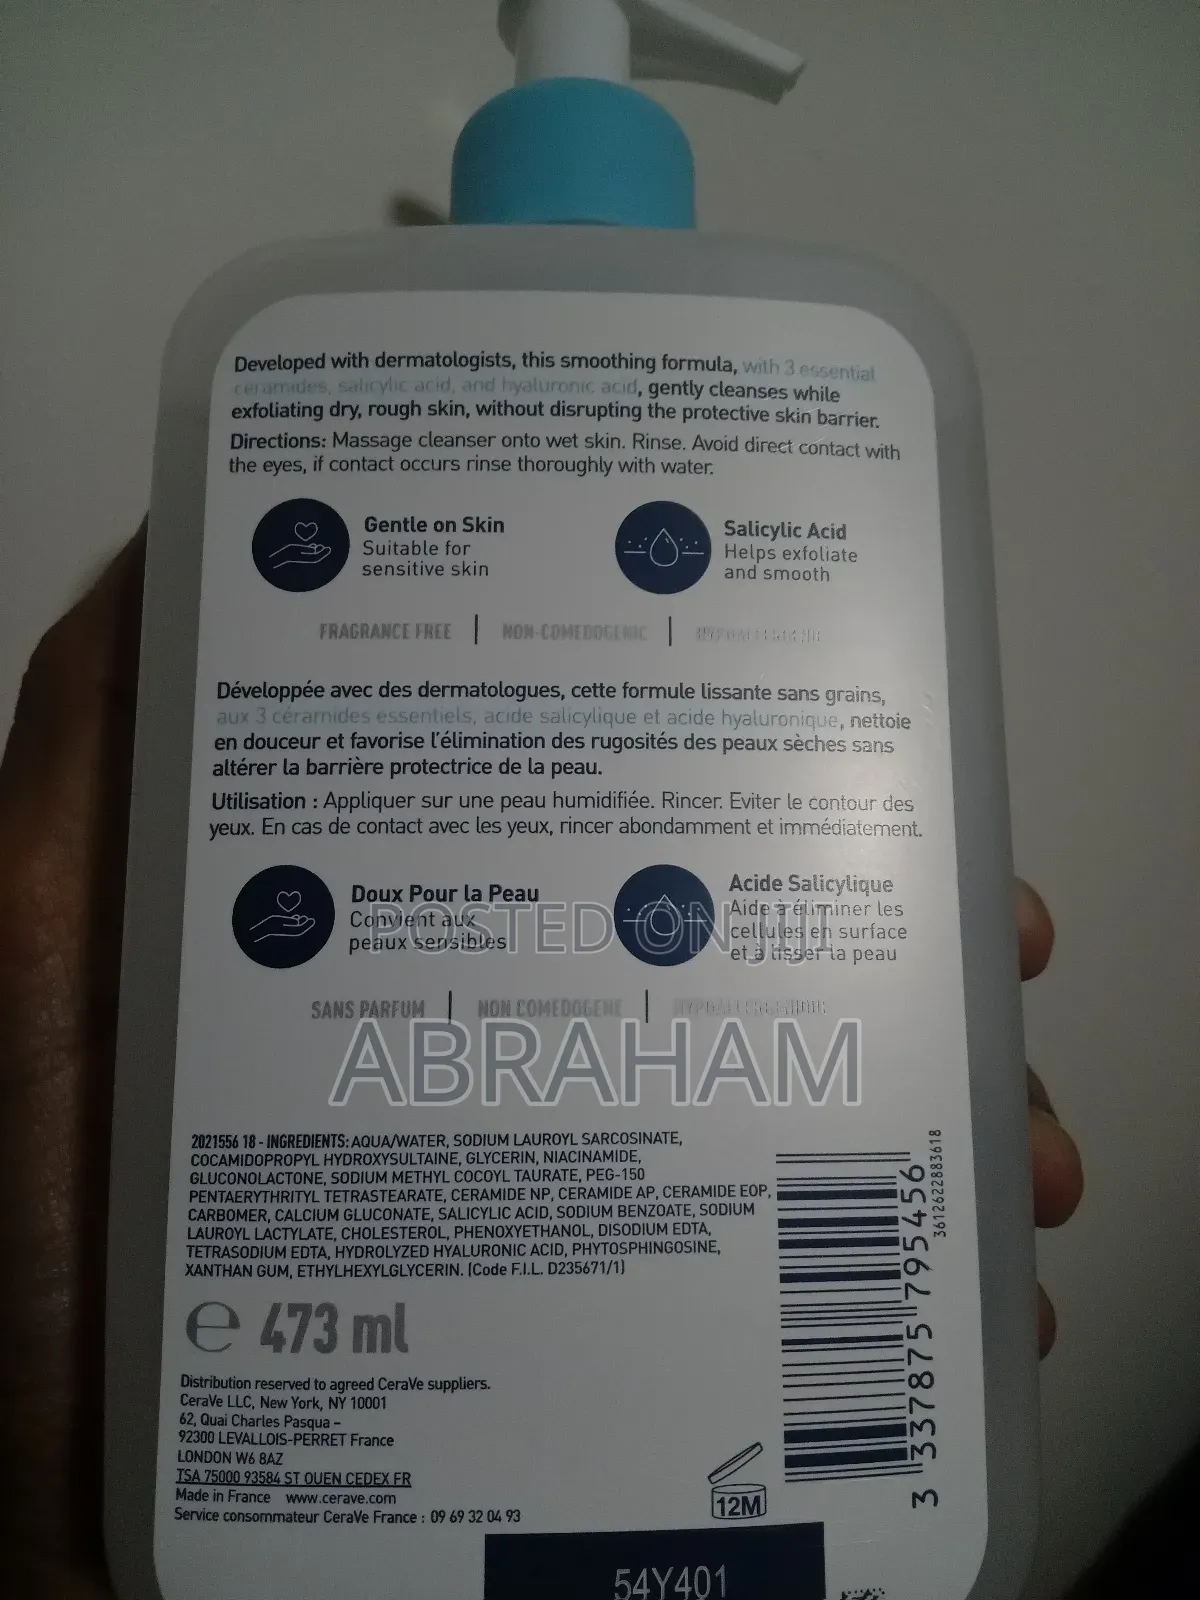 Developed with dermatologists, this smoothing formula, with 3 essential
ceramides, salicylic acid, and hyaluronic acid, gently cleanses while
exfoliating dry, rough skin, without disrupting the protective skin barrier.
Directions: Massage cleanser onto wet skin. Rinse. Avoid direct contact with
the eyes, if contact occurs rinse thoroughly with water.
Gentle on Skin
Suitable for
sensitive skin
Salicylic Acid
Helps exfoliate
and smooth
FRAGRANCE FREE | NON-COMEDOGENIC | HYPOALLERGENIC
Développée avec des dermatologues, cette formule lissante sans grains,
aux 3 céramides essentiels, acide salicylique et acide hyaluronique, nettoie
en douceur et favorise l'élimination des rugosités des peaux sèches sans
altérer la barrière protectrice de la peau.
Utilisation : Appliquer sur une peau humidifiée. Rincer. Eviter le contour des
yeux. En cas de contact avec les yeux, rincer abondamment et immédiatement.
Doux Pour la Peau
Convient aux
peaux sensibles
Acide Salicylique
Aide à éliminer les
cellules en surface
et à lisser la peau
POSTED ON JIJI
SANS PARFUM | NON COMEDOGENE | HYPOALLERGENIQUE
ABRAHAM
2021556 18 - INGREDIENTS: AQUA/WATER, SODIUM LAUROYL SARCOSINATE,
COCAMIDOPROPYL HYDROXYSULTAINE, GLYCERIN, NIACINAMIDE,
GLUCONOLACTONE, SODIUM METHYL COCOYL TAURATE, PEG-150
PENTAERYTHRITYL TETRASTEARATE, CERAMIDE NP, CERAMIDE AP, CERAMIDE EOP,
CARBOMER, CALCIUM GLUCONATE, SALICYLIC ACID, SODIUM BENZOATE, SODIUM
LAUROYL LACTYLATE, CHOLESTEROL, PHENOXYETHANOL, DISODIUM EDTA,
TETRASODIUM EDTA, HYDROLYZED HYALURONIC ACID, PHYTOSPHINGOSINE,
XANTHAN GUM, ETHYLHEXYLGLYCERIN. (Code F.I.L. D235671/1)
3612622883618
3 337875 795456
e 473 ml
Distribution reserved to agreed CeraVe suppliers.
CeraVe LLC, New York, NY 10001
62, Quai Charles Pasqua –
92300 LEVALLOIS-PERRET France
LONDON W6 8AZ
TSA 75000 93584 ST OUEN CEDEX FR
Made in France www.cerave.com
Service consommateur CeraVe France : 09 69 32 04 93
12M
54Y401